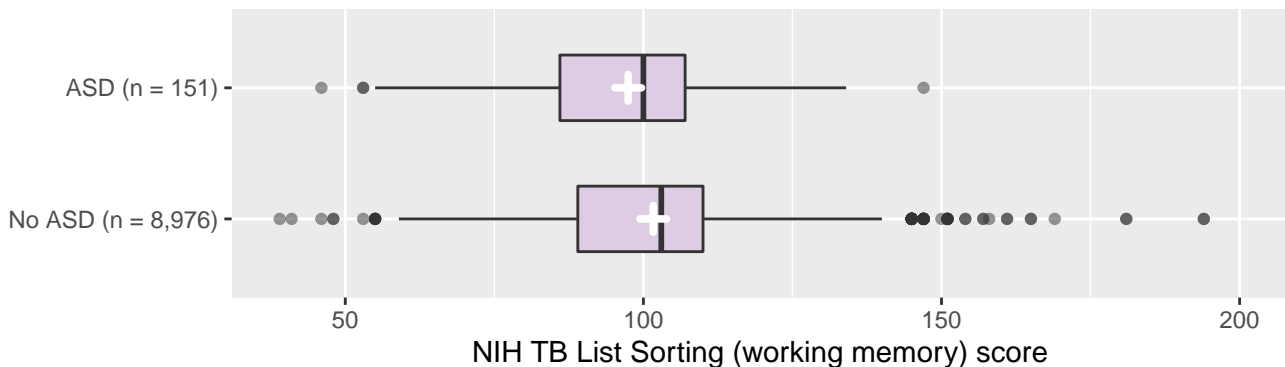 ASD (n = 151)
No ASD (n = 8,976)
50 100 150 200
NIH TB List Sorting (working memory) score